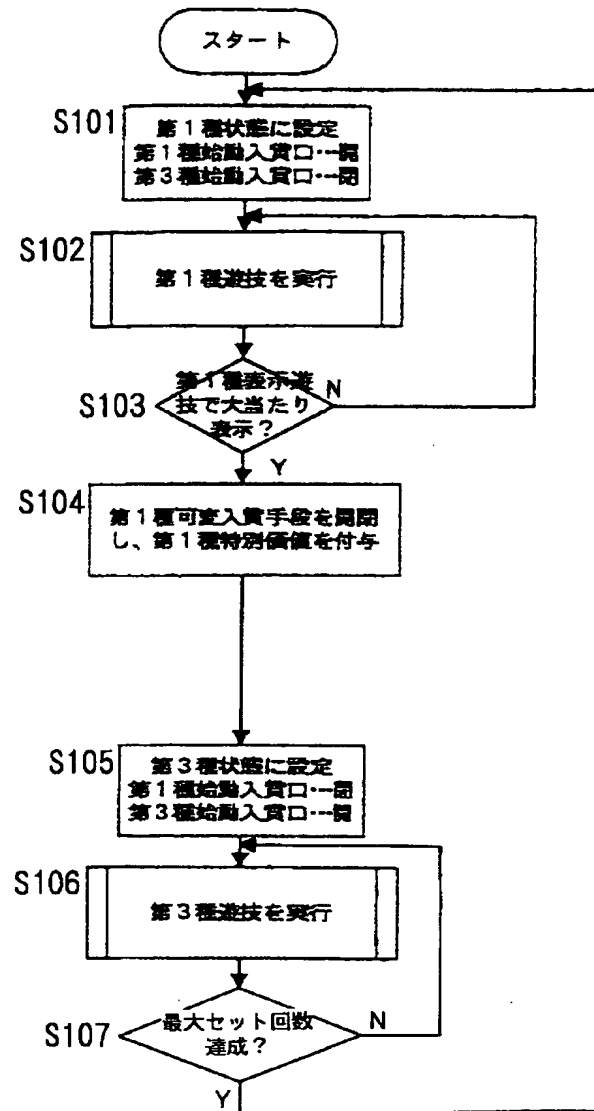 スタート
S101
第1種状態に設定
第1種始動入賞口…開
第3種始動入賞口…閉
S102
第1種遊技を実行
S103
第1種表示遊
技で大当たり
表示?
N
Y
S104
第1種可変入賞手段を開閉
し、第1種特別価値を付与
S105
第3種状態に設定
第1種始動入賞口…閉
第3種始動入賞口…開
S106
第3種遊技を実行
S107
最大セット回数
達成?
N
Y